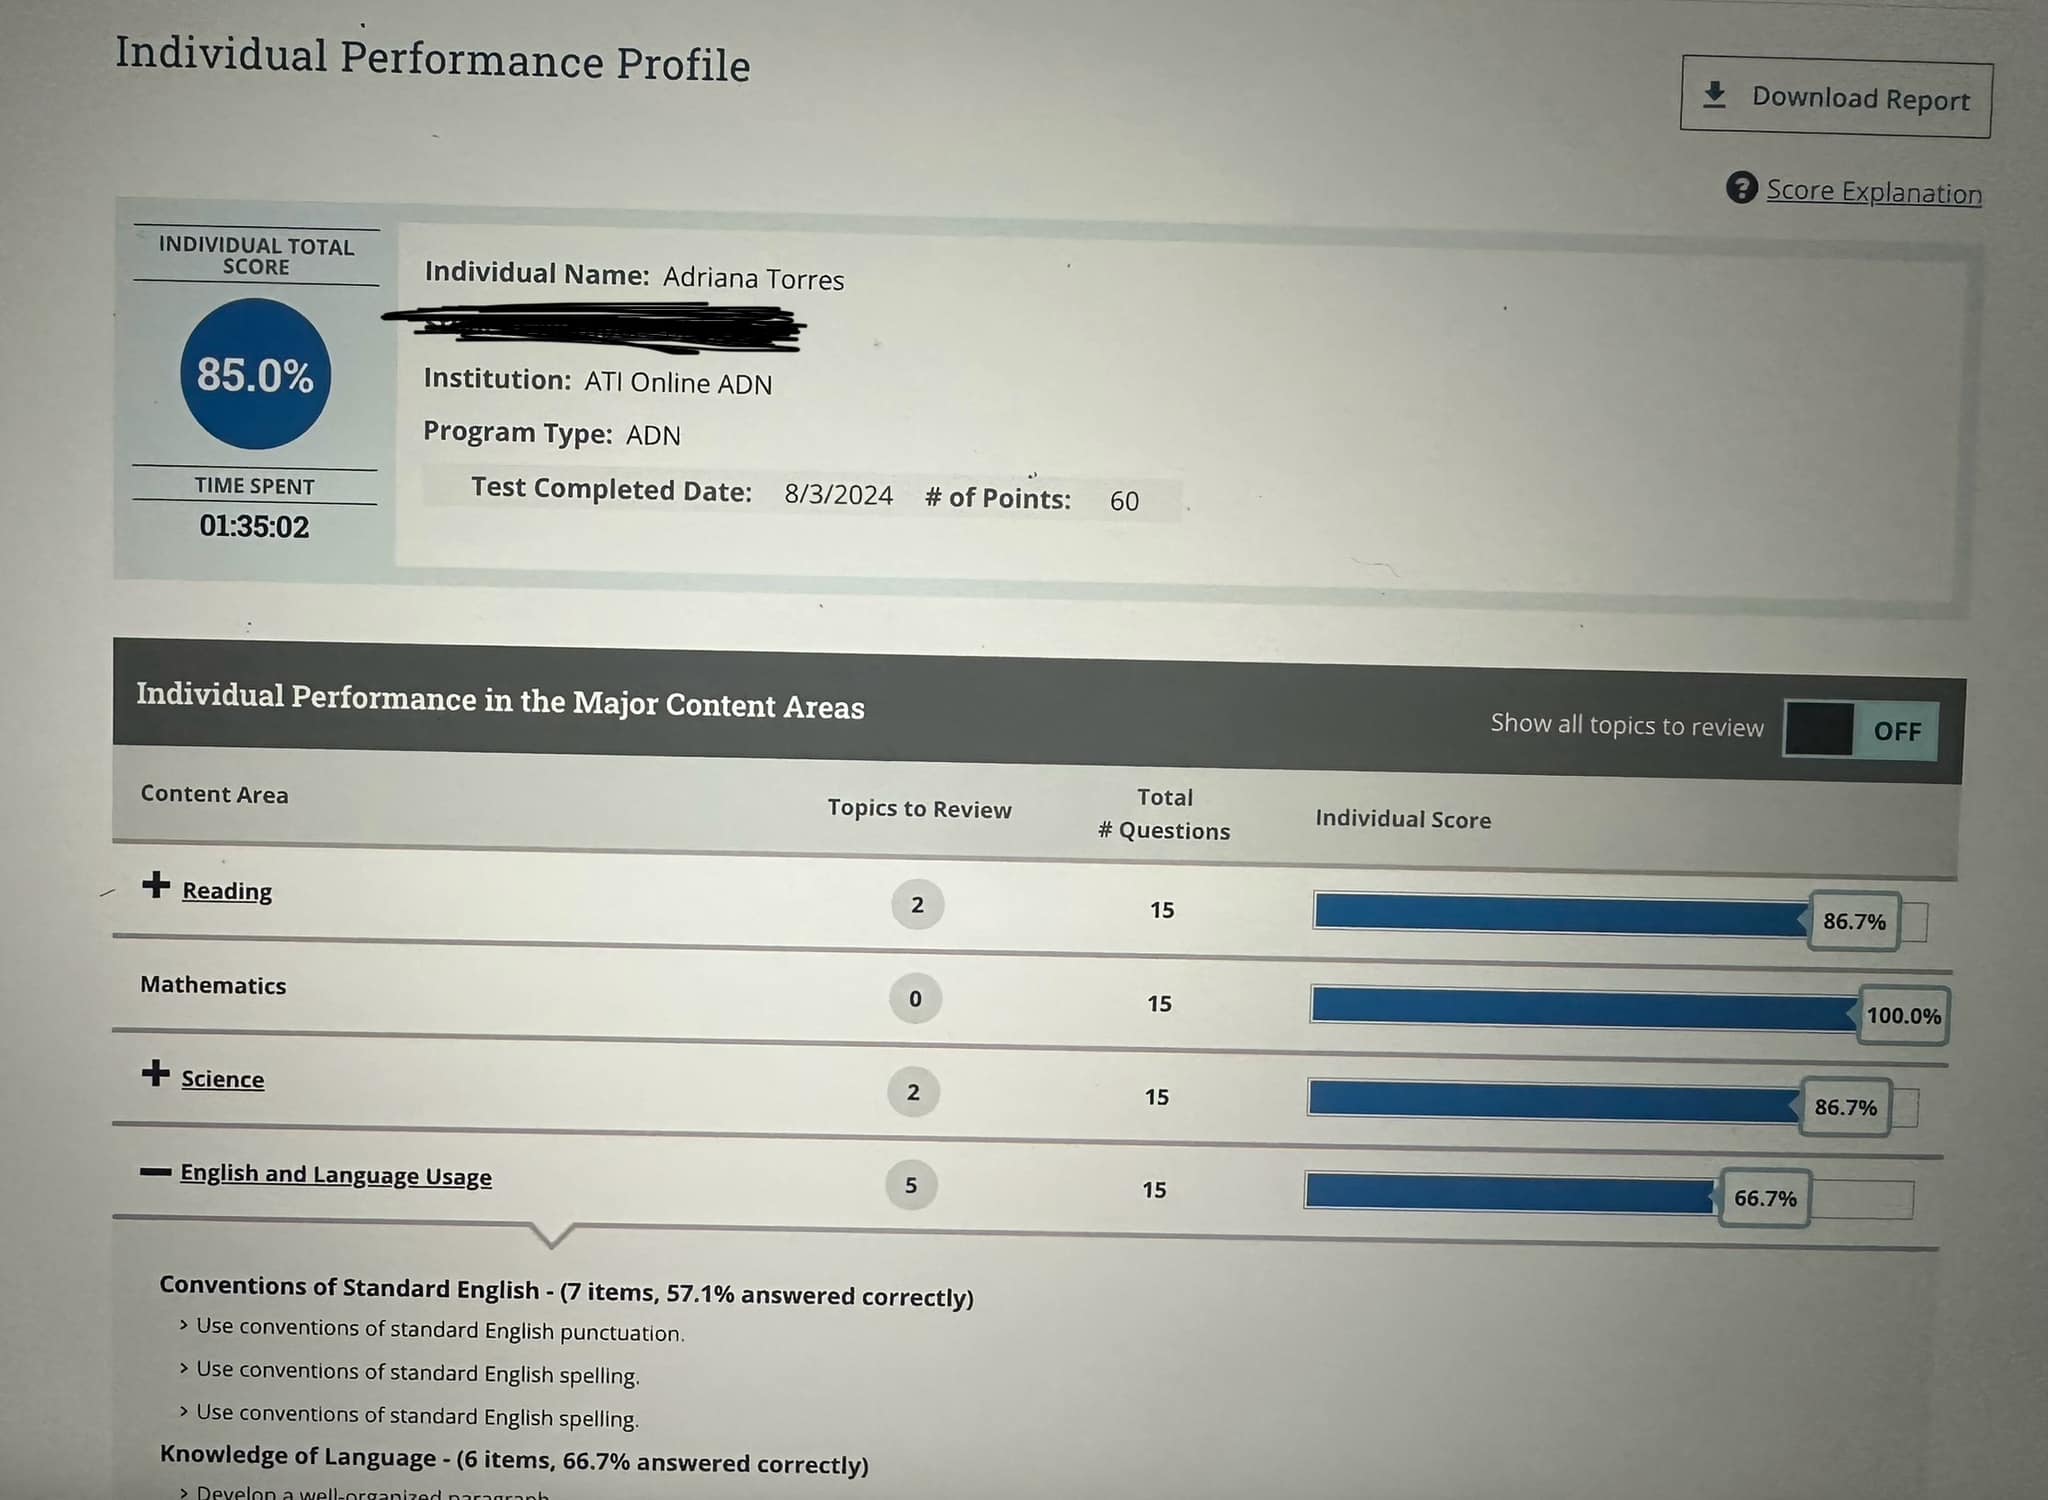 Individual Performance Profile
Download Report
? Score Explanation
INDIVIDUAL TOTAL
SCORE
85.0%
TIME SPENT
01:35:02
Individual Name: Adriana Torres
Institution: ATI Online ADN
Program Type: ADN
Test Completed Date: 8/3/2024 # of Points: 60
Individual Performance in the Major Content Areas
Show all topics to review OFF
Content Area Topics to Review Total # Questions Individual Score
+ Reading 2 15 86.7%
Mathematics 0 15 100.0%
+ Science 2 15 86.7%
— English and Language Usage 5 15 66.7%
Conventions of Standard English - (7 items, 57.1% answered correctly)
> Use conventions of standard English punctuation.
> Use conventions of standard English spelling.
> Use conventions of standard English spelling.
Knowledge of Language - (6 items, 66.7% answered correctly)
> Develop a well-organized paragraph